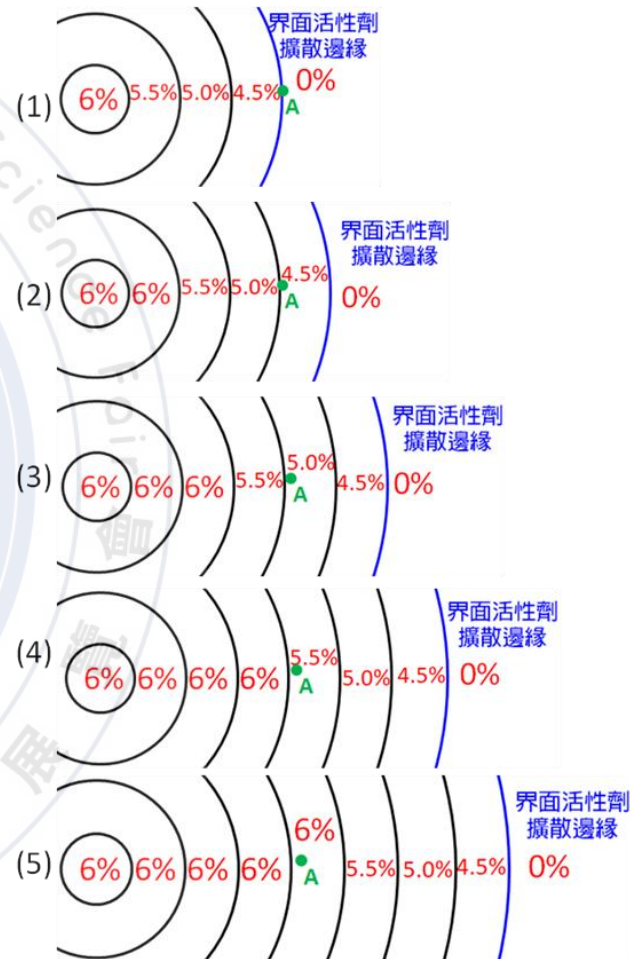 界面活性劑
擴散邊緣
(1) 6% 5.5% 5.0% 4.5% 0%
A
界面活性劑
擴散邊緣
(2) 6% 6% 5.5% 5.0% 4.5% 0%
A
界面活性劑
擴散邊緣
(3) 6% 6% 6% 5.5% 5.0% 4.5% 0%
A
界面活性劑
擴散邊緣
(4) 6% 6% 6% 6% 5.5% 5.0% 4.5% 0%
A
界面活性劑
擴散邊緣
(5) 6% 6% 6% 6% 6% 5.5% 5.0% 4.5% 0%
A
cience Fair
會
覽
展